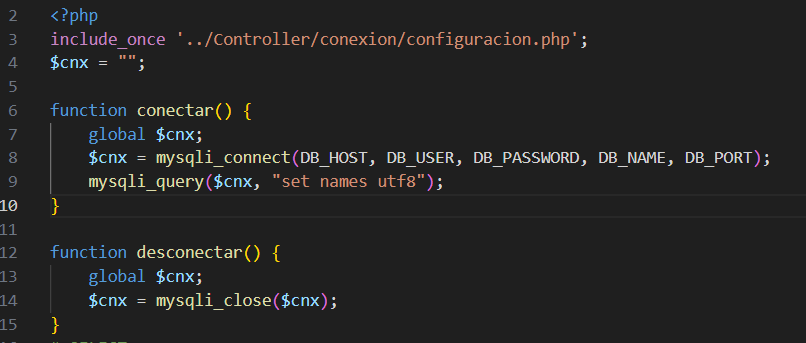 2 <?php
3 include_once '../Controller/conexion/configuracion.php';
4 $cnx = "";
5
6 function conectar() {
7     global $cnx;
8     $cnx = mysqli_connect(DB_HOST, DB_USER, DB_PASSWORD, DB_NAME, DB_PORT);
9     mysqli_query($cnx, "set names utf8");
10 }
11
12 function desconectar() {
13     global $cnx;
14     $cnx = mysqli_close($cnx);
15 }